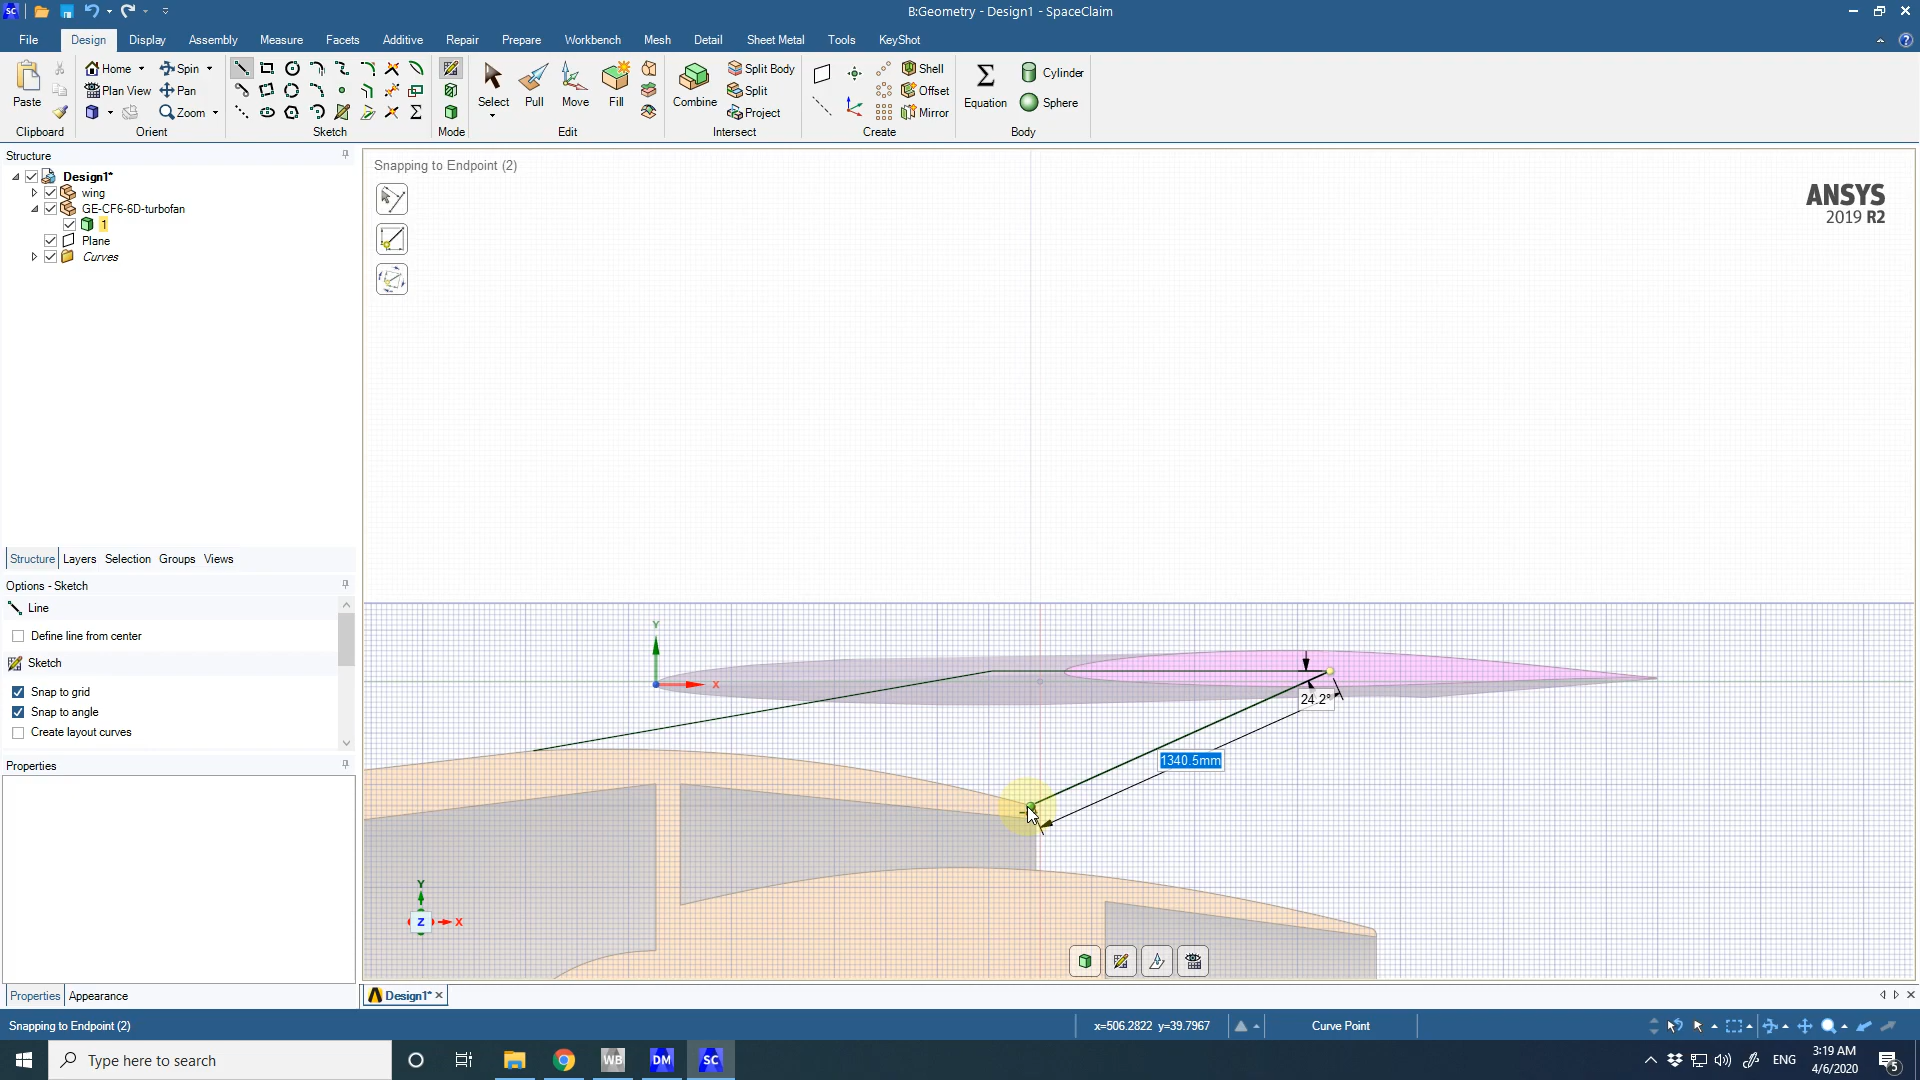 B:Geometry - Design1 - SpaceClaim
File Design Display Assembly Measure Facets Additive Repair Prepare Workbench Mesh Detail Sheet Metal Tools KeyShot
Paste
Clipboard
Home Spin
Plan View Pan
Zoom
Orient
Sketch
Mode
Select Pull Move Fill
Edit
Combine
Split Body
Split
Project
Intersect
Shell
Offset
Mirror
Create
Equation
Cylinder
Sphere
Body
Structure
Design1*
wing
GE-CF6-6D-turbofan
1
Plane
Curves
Structure Layers Selection Groups Views
Options - Sketch
Line
Define line from center
Sketch
Snap to grid
Snap to angle
Create layout curves
Properties
Properties Appearance
Snapping to Endpoint (2)
ANSYS
2019 R2
Y
X
24.2°
1340.5mm
Y
Z X
Design1*
Snapping to Endpoint (2)
x=506.2822 y=39.7967
Curve Point
Type here to search
WB
DM
SC
ENG
3:19 AM
4/6/2020
5